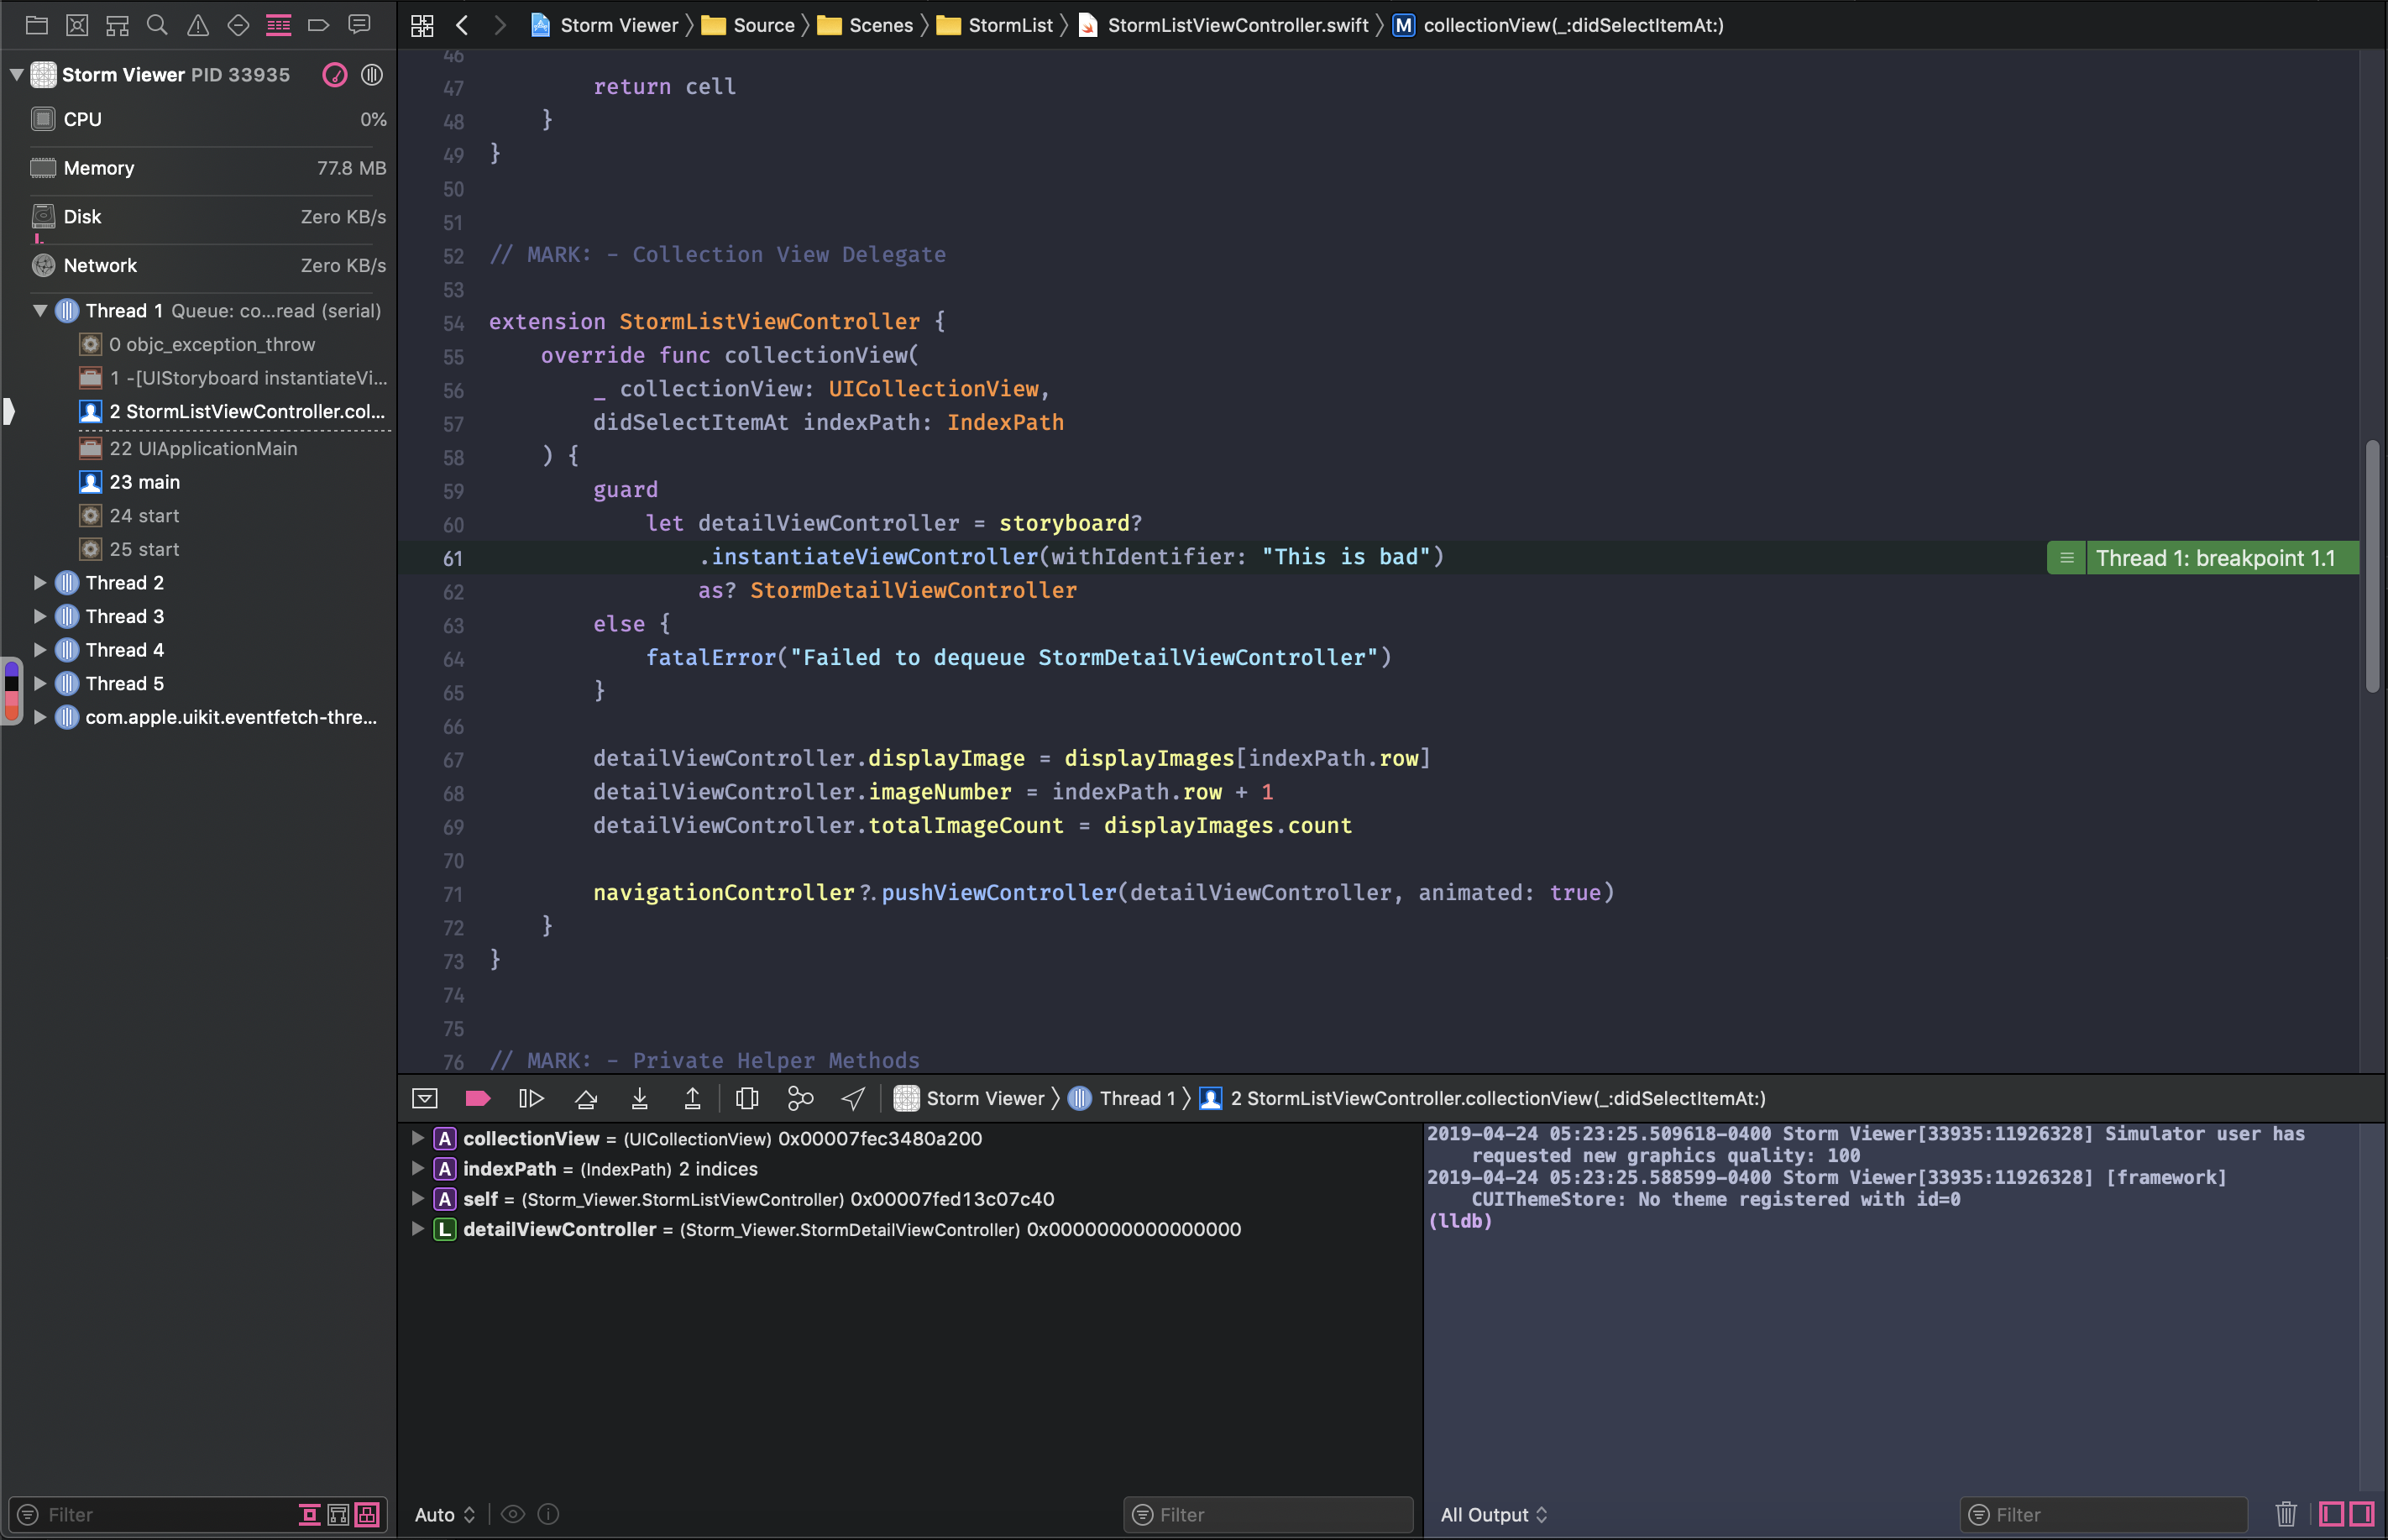 Storm Viewer PID 33935
CPU 0%
Memory 77.8 MB
Disk Zero KB/s
Network Zero KB/s
Thread 1 Queue: co...read (serial)
0 objc_exception_throw
1 -[UIStoryboard instantiateVi...
2 StormListViewController.col...
22 UIApplicationMain
23 main
24 start
25 start
Thread 2
Thread 3
Thread 4
Thread 5
com.apple.uikit.eventfetch-thre...
Filter
Storm Viewer Source Scenes StormList StormListViewController.swift M collectionView(_:didSelectItemAt:)
46
47 return cell
48 }
49 }
50
51
52 // MARK: - Collection View Delegate
53
54 extension StormListViewController {
55 override func collectionView(
56 _ collectionView: UICollectionView,
57 didSelectItemAt indexPath: IndexPath
58 ) {
59 guard
60 let detailViewController = storyboard?
61 .instantiateViewController(withIdentifier: "This is bad") Thread 1: breakpoint 1.1
62 as? StormDetailViewController
63 else {
64 fatalError("Failed to dequeue StormDetailViewController")
65 }
66
67 detailViewController.displayImage = displayImages[indexPath.row]
68 detailViewController.imageNumber = indexPath.row + 1
69 detailViewController.totalImageCount = displayImages.count
70
71 navigationController?.pushViewController(detailViewController, animated: true)
72 }
73 }
74
75
76 // MARK: - Private Helper Methods
Storm Viewer Thread 1 2 StormListViewController.collectionView(_:didSelectItemAt:)
A collectionView = (UICollectionView) 0x00007fec3480a200
A indexPath = (IndexPath) 2 indices
A self = (Storm_Viewer.StormListViewController) 0x00007fed13c07c40
L detailViewController = (Storm_Viewer.StormDetailViewController) 0x0000000000000000
Auto
Filter
2019-04-24 05:23:25.509618-0400 Storm Viewer[33935:11926328] Simulator user has
requested new graphics quality: 100
2019-04-24 05:23:25.588599-0400 Storm Viewer[33935:11926328] [framework]
CUIThemeStore: No theme registered with id=0
(lldb)
All Output
Filter